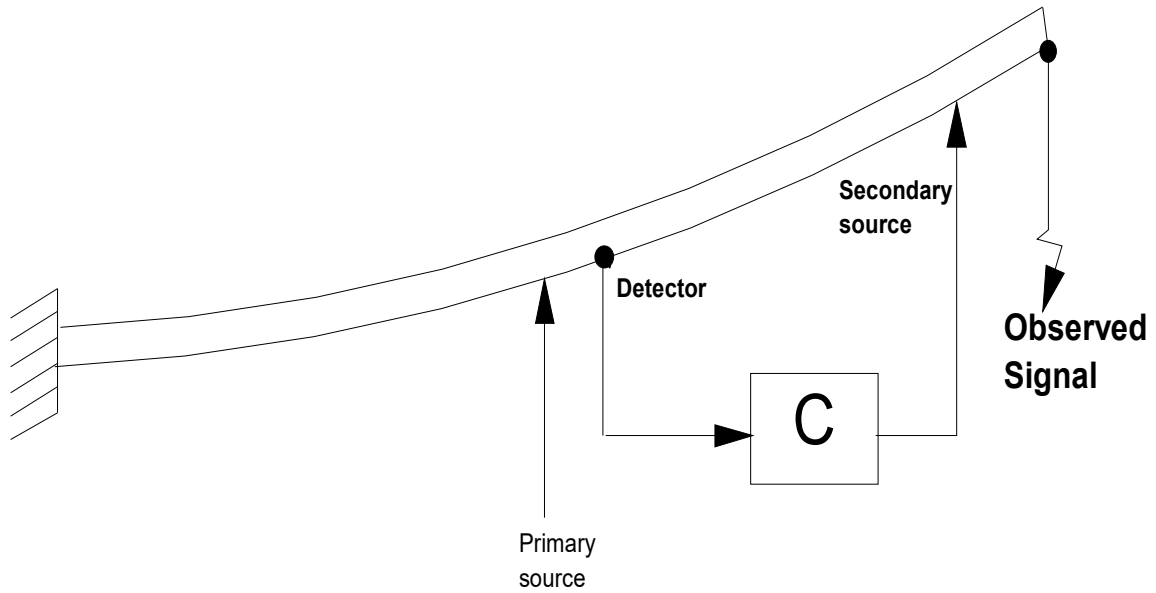 Secondary
source
Detector
Observed
Signal
C
Primary
source